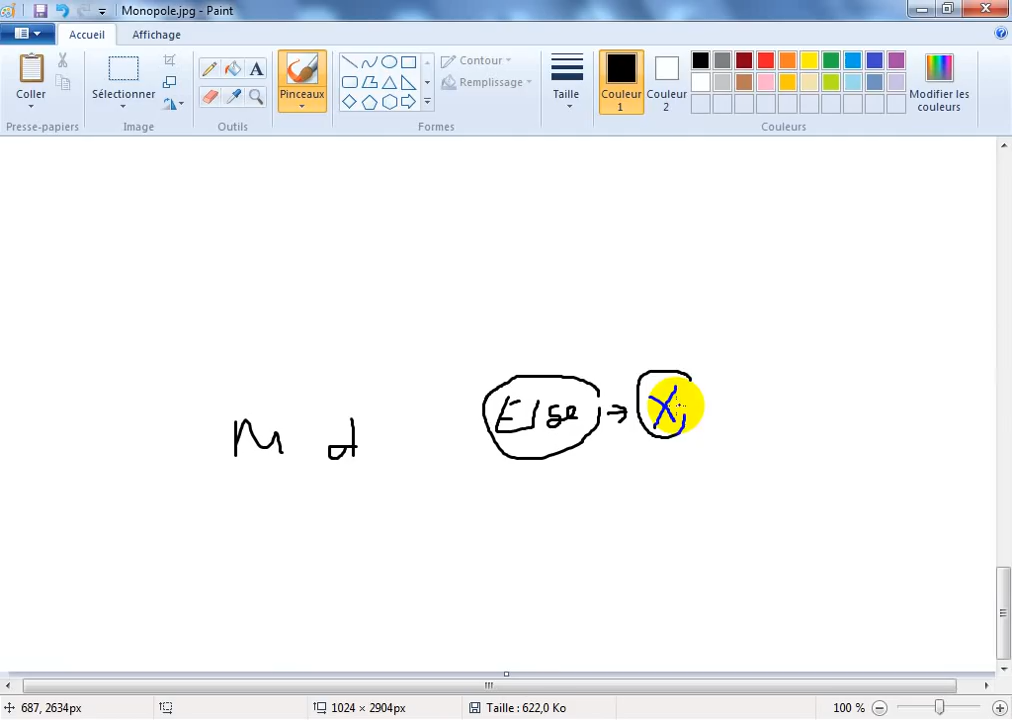 Monopole.jpg - Paint
Accueil Affichage
Coller
Sélectionner
Pinceaux
Contour
Remplissage
Taille
Couleur 1
Couleur 2
Modifier les couleurs
Presse-papiers Image Outils Formes Couleurs
Else → X
M d
687, 2634px 1024 × 2904px Taille : 622,0 Ko 100 %